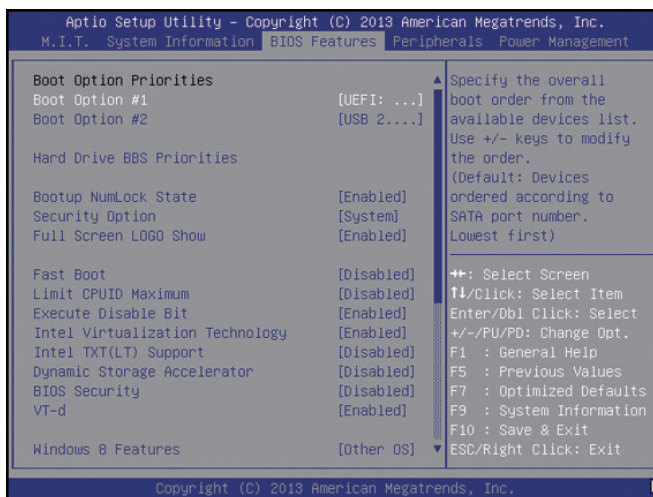 Aptio Setup Utility – Copyright (C) 2013 American Megatrends, Inc.
M.I.T. System Information BIOS Features Peripherals Power Management
Boot Option Priorities
Boot Option #1 [UEFI: ...]
Boot Option #2 [USB 2....]
Hard Drive BBS Priorities
Bootup NumLock State [Enabled]
Security Option [System]
Full Screen LOGO Show [Enabled]
Fast Boot [Disabled]
Limit CPUID Maximum [Disabled]
Execute Disable Bit [Enabled]
Intel Virtualization Technology [Enabled]
Intel TXT(LT) Support [Disabled]
Dynamic Storage Accelerator [Disabled]
BIOS Security [Disabled]
VT-d [Enabled]
Windows 8 Features [Other OS]
Specify the overall
boot order from the
available devices list.
Use +/- keys to modify
the order.
(Default: Devices
ordered according to
SATA port number.
Lowest first)
→←: Select Screen
↑↓/Click: Select Item
Enter/Dbl Click: Select
+/-/PU/PD: Change Opt.
F1 : General Help
F5 : Previous Values
F7 : Optimized Defaults
F9 : System Information
F10 : Save & Exit
ESC/Right Click: Exit
Copyright (C) 2013 American Megatrends, Inc.